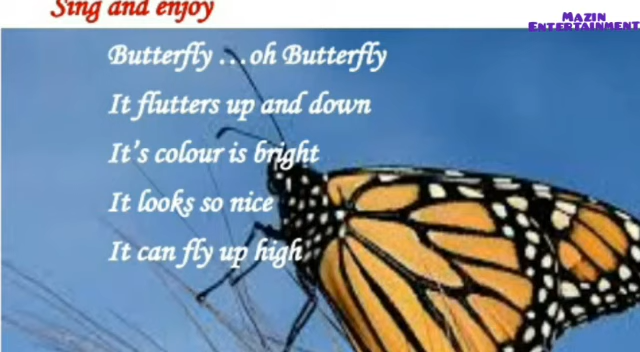 Sing and enjoy
MAZIN
ENTERTAINMENT
Butterfly ...oh Butterfly
It flutters up and down
It's colour is bright
It looks so nice
It can fly up high